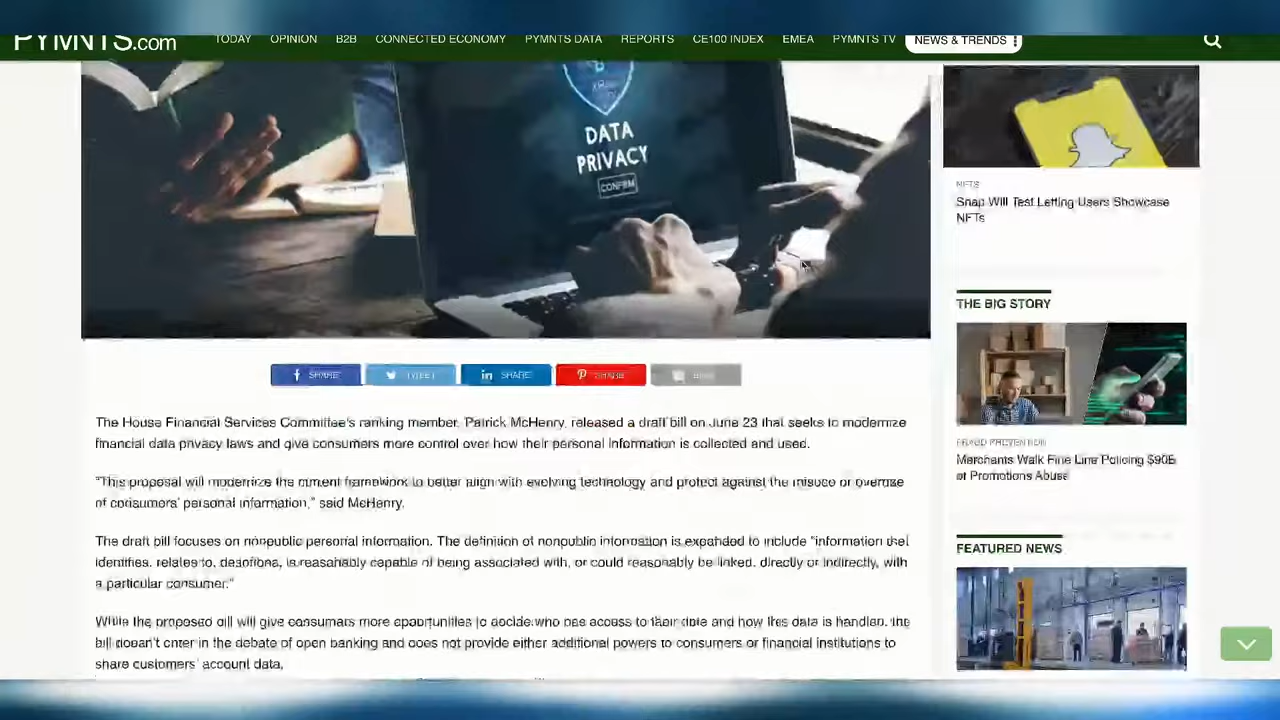 PYMNTS.com
TODAY OPINION B2B CONNECTED ECONOMY PYMNTS DATA REPORTS CE100 INDEX EMEA PYMNTS TV NEWS & TRENDS
DATA
PRIVACY
CONFIRM
NFTS
Snap Will Test Letting Users Showcase
NFTs
THE BIG STORY
SHARE TWEET SHARE SHARE
The House Financial Services Committee's ranking member, Patrick McHenry, released a draft bill on June 23 that seeks to modernize
financial data privacy laws and give consumers more control over how their personal information is collected and used.
"This proposal will modernize the current framework to better align with evolving technology and protect against the misuse or overuse
of consumers' personal information," said McHenry.
The draft bill focuses on nonpublic personal information. The definition of nonpublic information is expanded to include "information that
identifies, relates to, describes, is reasonably capable of being associated with, or could reasonably be linked, directly or indirectly, with
a particular consumer."
While the proposed bill will give consumers more opportunities to decide who has access to their data and how this data is handled, the
bill doesn't enter in the debate of open banking and does not provide either additional powers to consumers or financial institutions to
share customers' account data.
FRAUD PREVENTION
Merchants Walk Fine Line Policing $90B
of Promotions Abuse
FEATURED NEWS